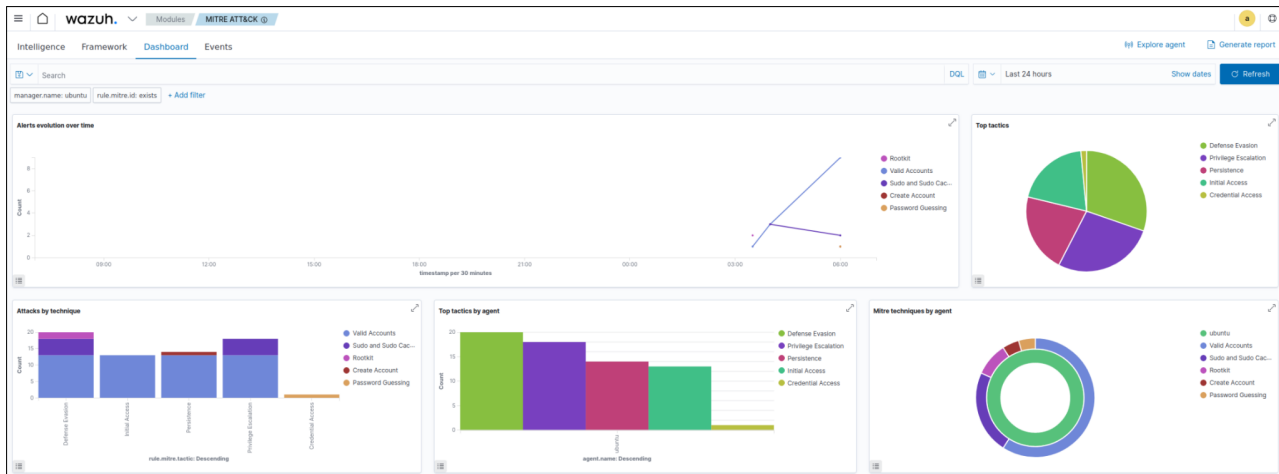 wazuh. Modules MITRE ATT&CK a
Intelligence Framework Dashboard Events Explore agent Generate report
Search DQL Last 24 hours Show dates Refresh
manager.name: ubuntu rule.mitre.id: exists + Add filter
Alerts evolution over time
8
6
4
2
0
Count
09:00 12:00 15:00 18:00 21:00 00:00 03:00 06:00
timestamp per 30 minutes
Rootkit
Valid Accounts
Sudo and Sudo Cac...
Create Account
Password Guessing
Top tactics
Defense Evasion
Privilege Escalation
Persistence
Initial Access
Credential Access
Attacks by technique
20
15
10
5
0
Count
Defense Evasion
Initial Access
Persistence
Privilege Escalation
Credential Access
rule.mitre.tactic: Descending
Valid Accounts
Sudo and Sudo Cac...
Rootkit
Create Account
Password Guessing
Top tactics by agent
20
15
10
5
0
Count
ubuntu
agent.name: Descending
Defense Evasion
Privilege Escalation
Persistence
Initial Access
Credential Access
Mitre techniques by agent
ubuntu
Valid Accounts
Sudo and Sudo Cac...
Rootkit
Create Account
Password Guessing